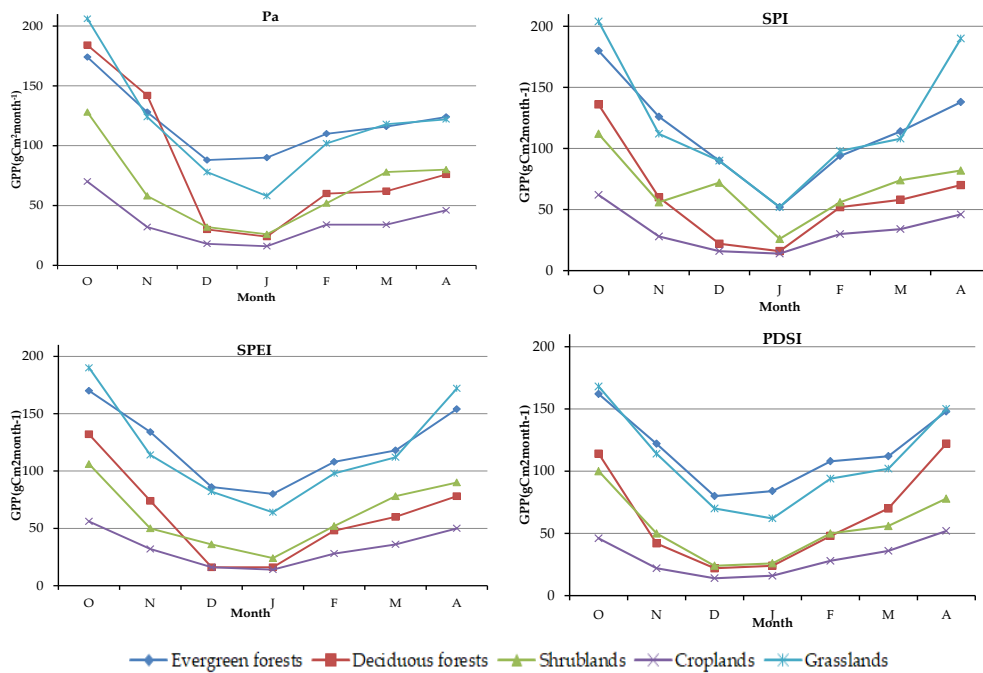 Pa
GPP(gCm²month⁻¹)
200
150
100
50
0
O N D J F M A
Month
SPI
GPP(gCm2month-1)
200
150
100
50
0
O N D J F M A
Month
SPEI
GPP(gCm2month-1)
200
150
100
50
0
O N D J F M A
Month
PDSI
GPP(gCm2month-1)
200
150
100
50
0
O N D J F M A
Month
Evergreen forests Deciduous forests Shrublands Croplands Grasslands